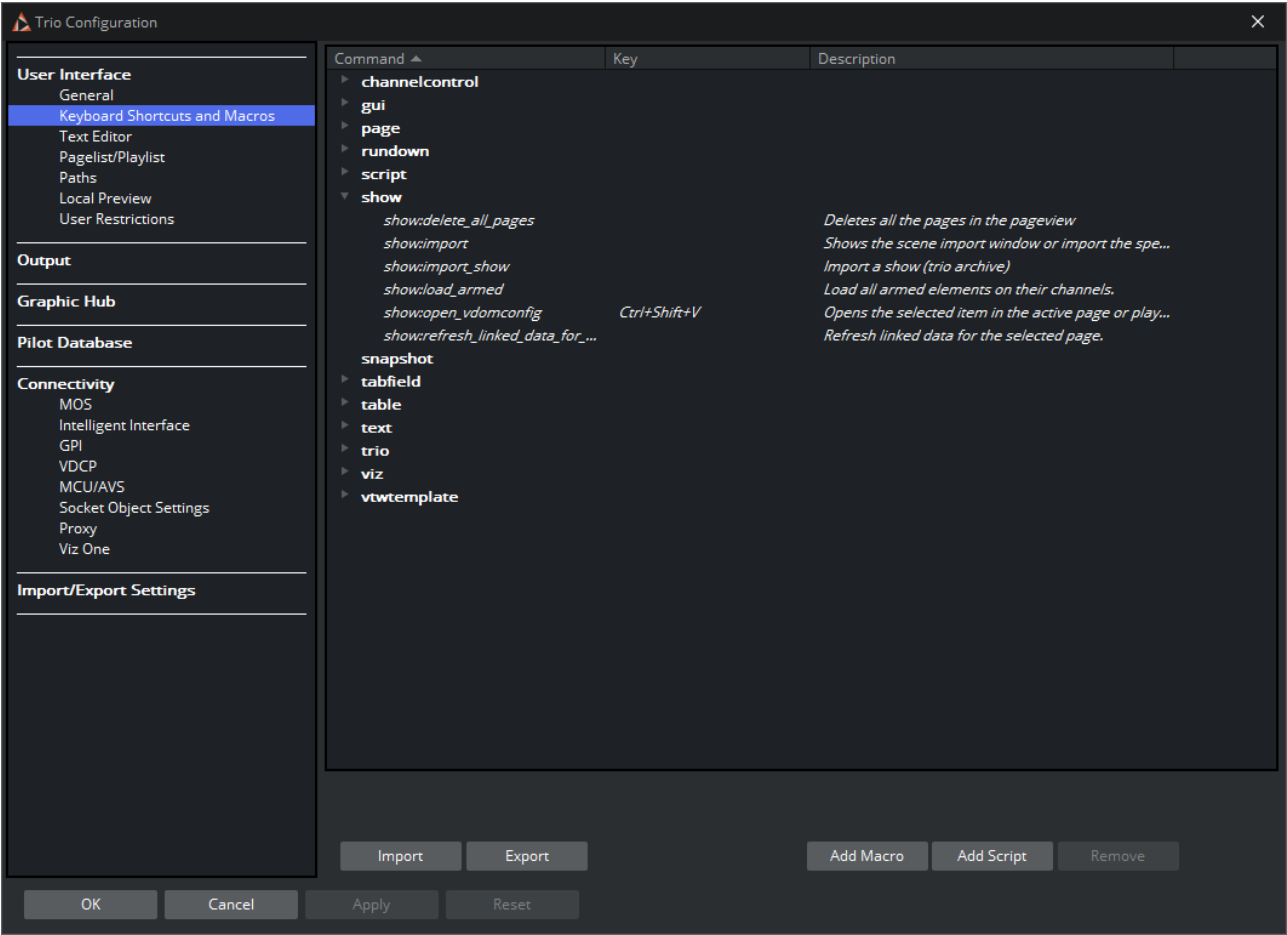 Trio Configuration
User Interface
General
Keyboard Shortcuts and Macros
Text Editor
Pagelist/Playlist
Paths
Local Preview
User Restrictions
Output
Graphic Hub
Pilot Database
Connectivity
MOS
Intelligent Interface
GPI
VDCP
MCU/AVS
Socket Object Settings
Proxy
Viz One
Import/Export Settings
Command Key Description
channelcontrol
gui
page
rundown
script
show
show:delete_all_pages Deletes all the pages in the pageview
show:import Shows the scene import window or import the spe...
show:import_show Import a show (trio archive)
show:load_armed Load all armed elements on their channels.
show:open_vdomconfig Ctrl+Shift+V Opens the selected item in the active page or play...
show:refresh_linked_data_for_... Refresh linked data for the selected page.
snapshot
tabfield
table
text
trio
viz
vtwtemplate
Import Export Add Macro Add Script Remove
OK Cancel Apply Reset